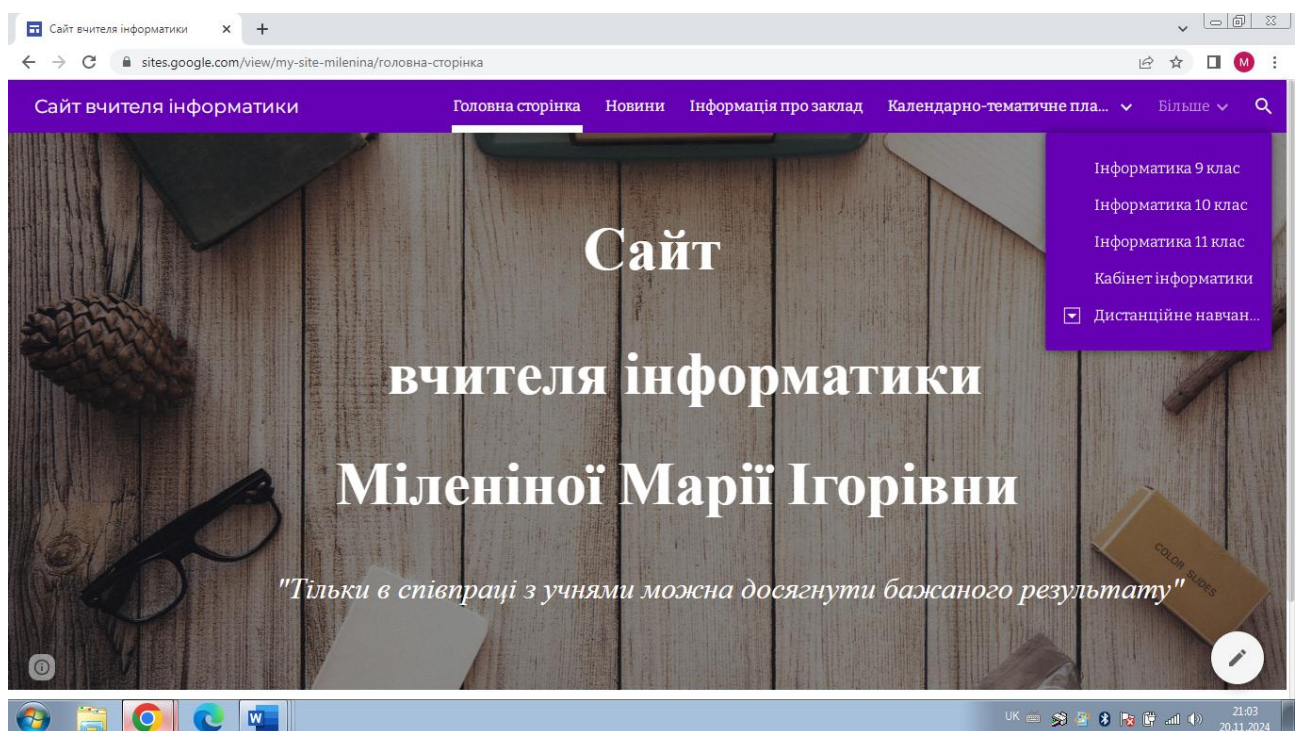 Сайт вчителя інформатики
sites.google.com/view/my-site-milenina/головна-сторінка
M
Сайт вчителя інформатики
Головна сторінка Новини Інформація про заклад Календарно-тематичне пла... Більше
Інформатика 9 клас
Інформатика 10 клас
Інформатика 11 клас
Кабінет інформатики
Дистанційне навчан...
Сайт
вчителя інформатики
Міленіної Марії Ігорівни
"Тільки в співпраці з учнями можна досягнути бажаного результату"
COLOR SLIDES
W
UK
21:03
20.11.2024